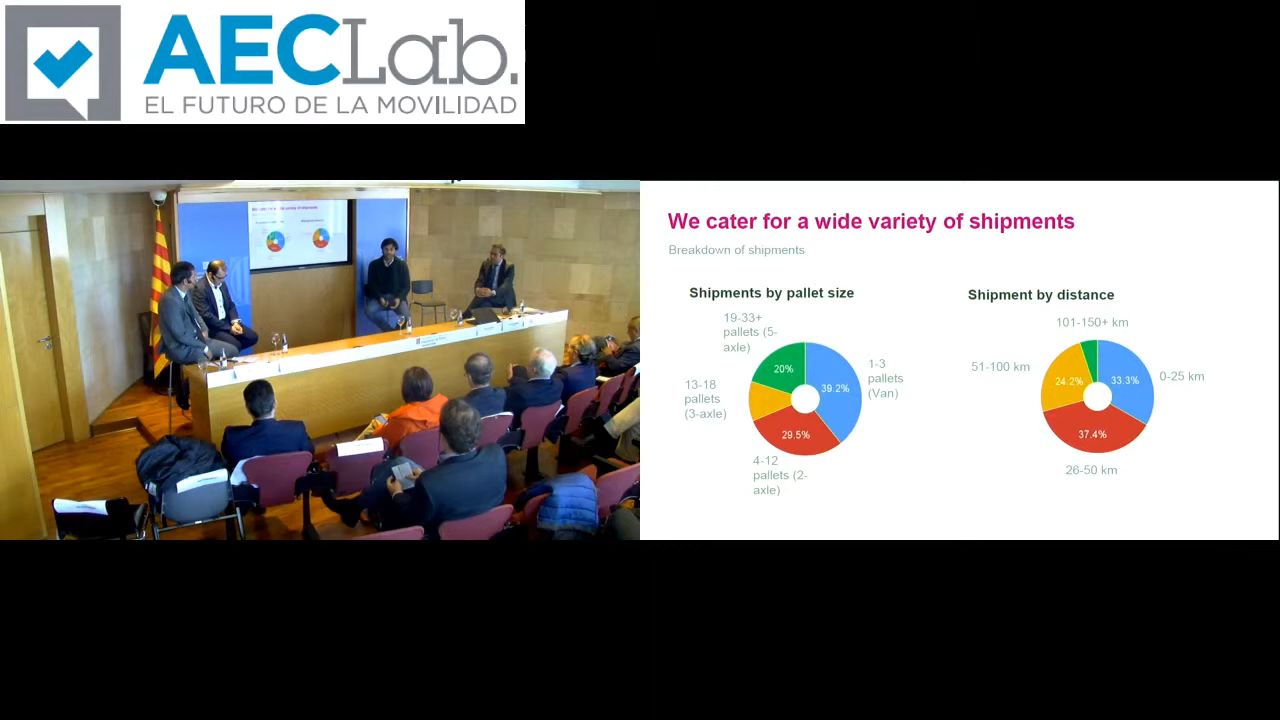 AECLab.
EL FUTURO DE LA MOVILIDAD
We cater for a wide variety of shipments
Breakdown of shipments
Shipments by pallet size
19-33+
pallets (5-
axle)
20%
39.2%
1-3
pallets
(Van)
13-18
pallets
(3-axle)
29.5%
4-12
pallets (2-
axle)
Shipment by distance
101-150+ km
51-100 km
24.2%
33.3%
0-25 km
37.4%
26-50 km